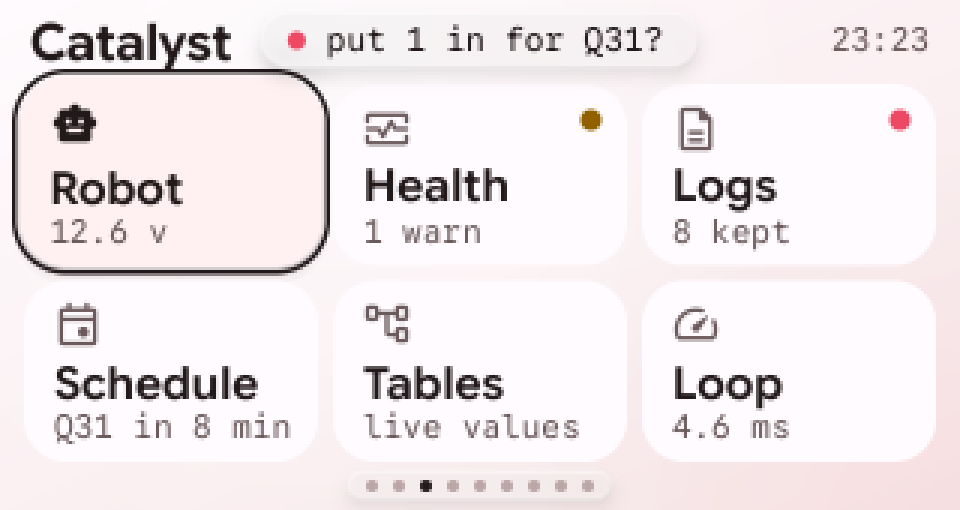 Catalyst
put 1 in for Q31?
23:23
Robot
12.6 v
Health
1 warn
Logs
8 kept
Schedule
Q31 in 8 min
Tables
live values
Loop
4.6 ms